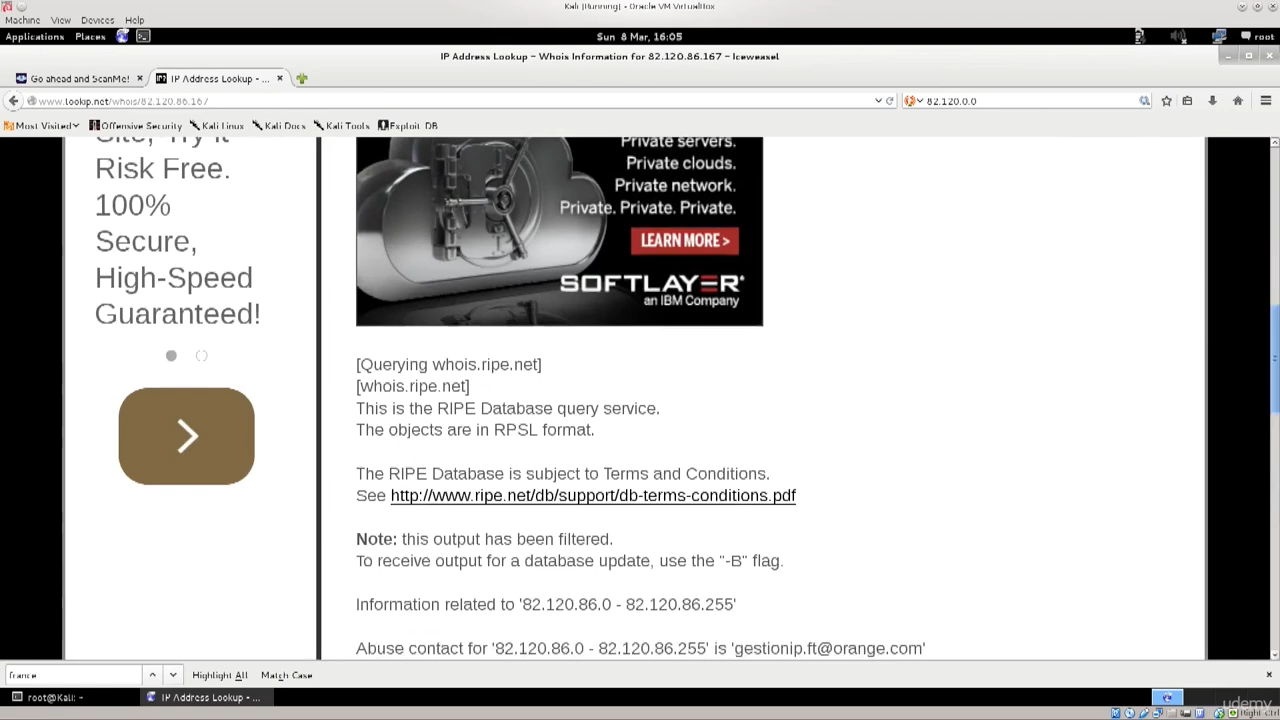 Kali [Running] - Oracle VM VirtualBox
Machine View Devices Help
Applications Places
Sun 8 Mar, 16:05
root
IP Address Lookup - Whois Information for 82.120.86.167 - Iceweasel
Go ahead and ScanMe!
IP Address Lookup - ...
www.lookip.net/whois/82.120.86.167
82.120.0.0
Most Visited
Offensive Security
Kali Linux
Kali Docs
Kali Tools
Exploit-DB
Site, Try It
Risk Free.
100%
Secure,
High-Speed
Guaranteed!
Private servers.
Private clouds.
Private network.
Private. Private. Private.
LEARN MORE >
SOFTLAYER®
an IBM Company
[Querying whois.ripe.net]
[whois.ripe.net]
This is the RIPE Database query service.
The objects are in RPSL format.
The RIPE Database is subject to Terms and Conditions.
See http://www.ripe.net/db/support/db-terms-conditions.pdf
Note: this output has been filtered.
To receive output for a database update, use the "-B" flag.
Information related to '82.120.86.0 - 82.120.86.255'
Abuse contact for '82.120.86.0 - 82.120.86.255' is 'gestionip.ft@orange.com'
france
Highlight All
Match Case
root@Kali: ~
IP Address Lookup - ...
udemy
Right Ctrl